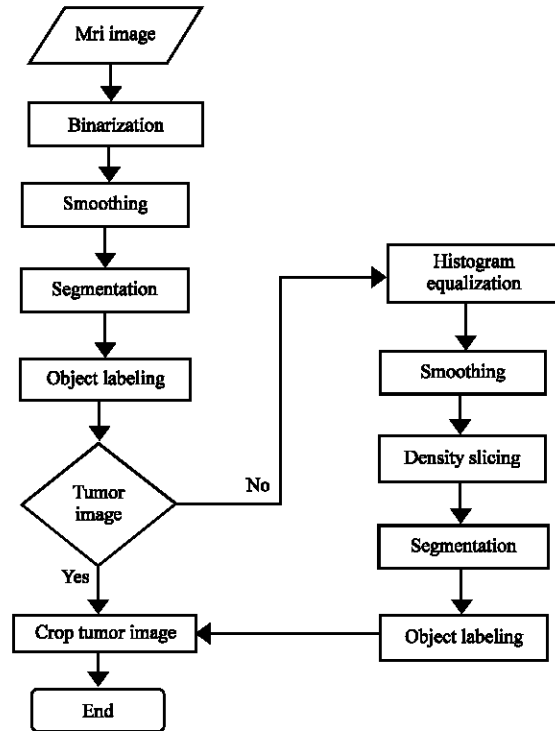 Mri image
Binarization
Smoothing
Segmentation
Object labeling
Tumor
image
No
Yes
Crop tumor image
End
Histogram
equalization
Smoothing
Density slicing
Segmentation
Object labeling